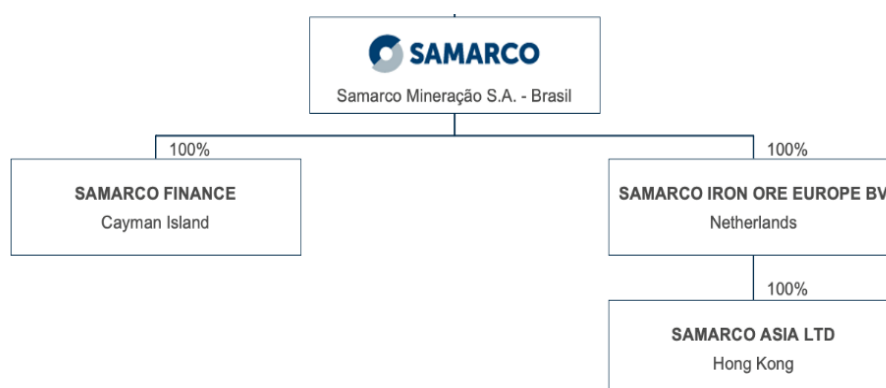 SAMARCO
Samarco Mineração S.A. - Brasil
100%
100%
SAMARCO FINANCE
Cayman Island
SAMARCO IRON ORE EUROPE BV
Netherlands
100%
SAMARCO ASIA LTD
Hong Kong